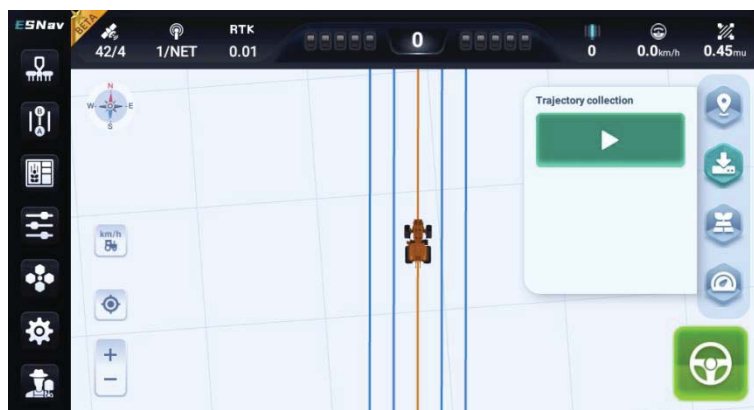 ESNav
BETA
42/4
1/NET
RTK
0.01
0
0
0.0km/h
0.45mu
N
W
E
S
Trajectory collection
B
A
km/h
+
−